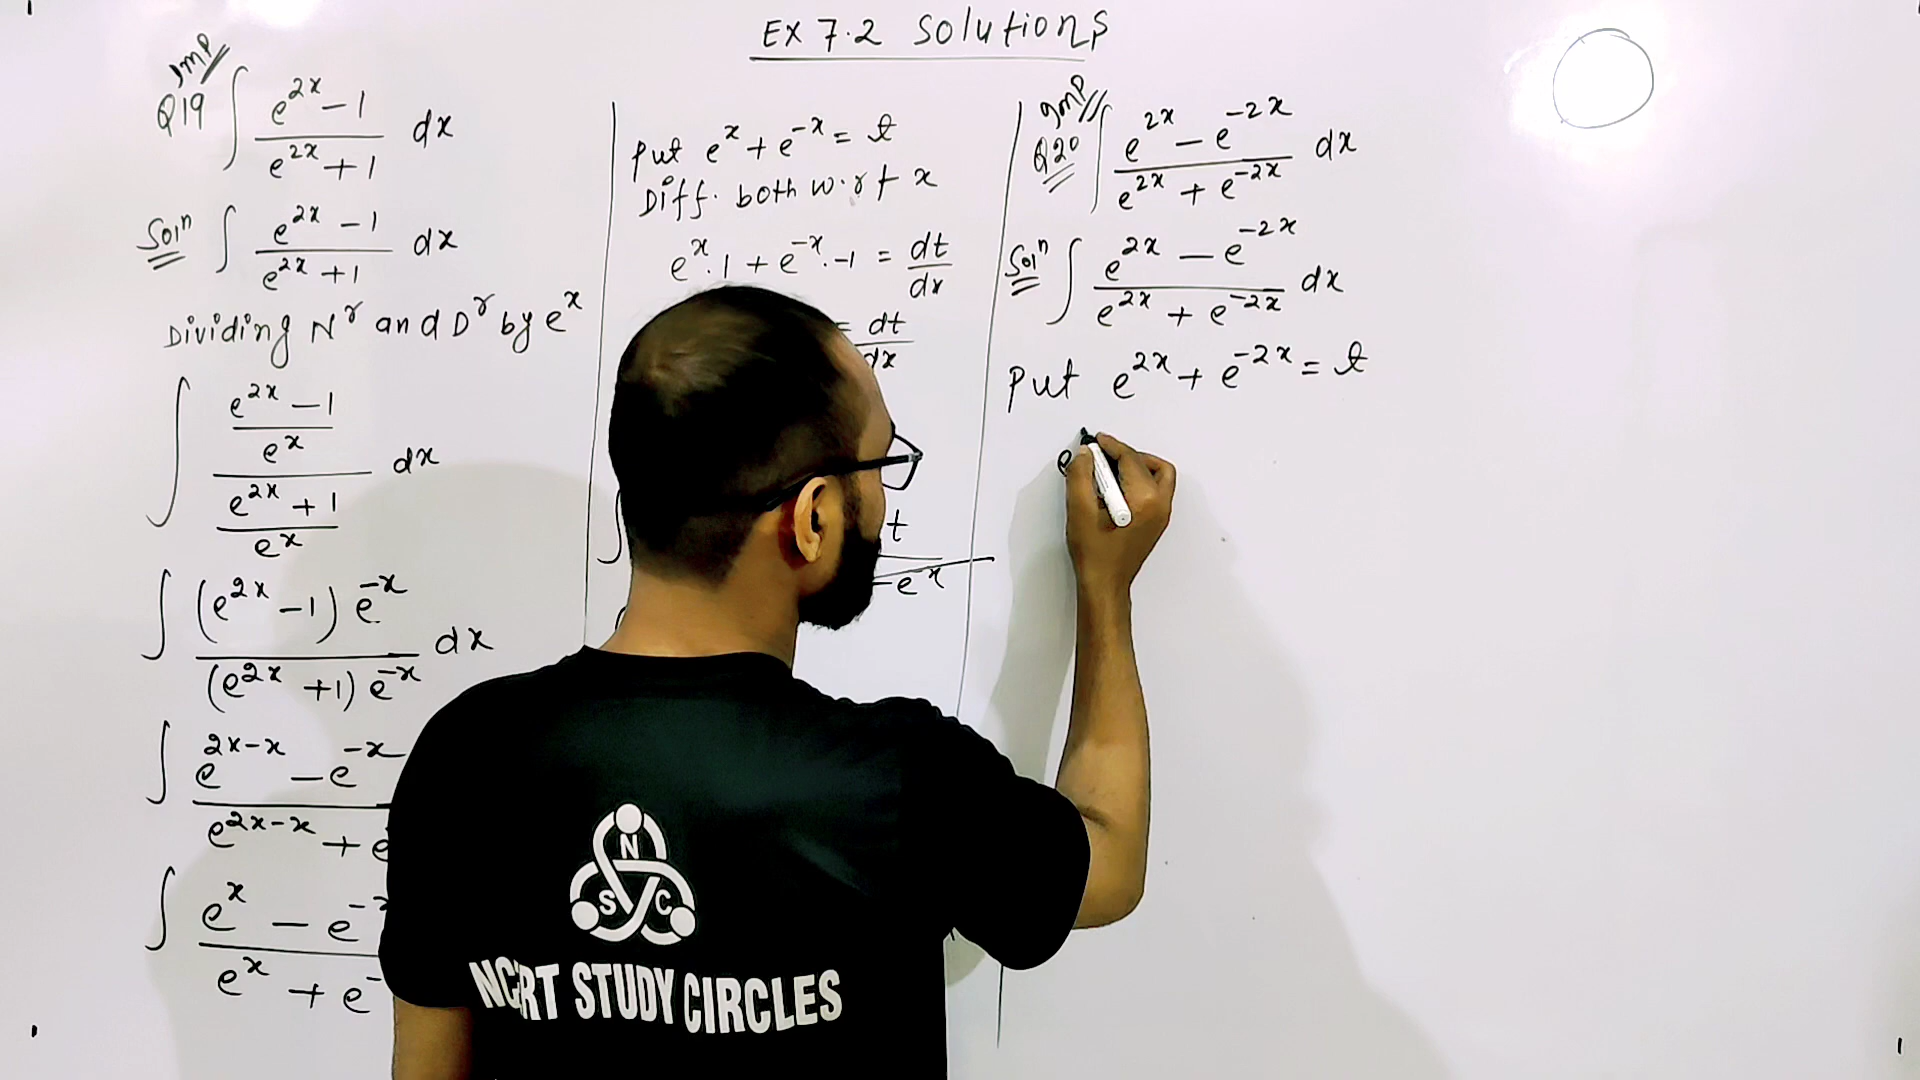 Ex 7.2 Solutions
Imp
Q19 ∫ (e^{2x} - 1)/(e^{2x} + 1) dx
Solⁿ ∫ (e^{2x} - 1)/(e^{2x} + 1) dx
Dividing Nʳ and Dʳ by e^x
∫ ((e^{2x} - 1)/e^x)/((e^{2x} + 1)/e^x) dx
∫ ((e^{2x} - 1) e^{-x})/((e^{2x} + 1) e^{-x}) dx
∫ (e^{2x-x} - e^{-x})/(e^{2x-x} + e
∫ (e^x - e^-)/(e^x + e^-
Put e^x + e^{-x} = t
Diff. both w.r.t x
e^x . 1 + e^{-x} . -1 = dt/dx
= dt/dx
∫ t
- e^{-x}
∫
Imp
Q20 ∫ (e^{2x} - e^{-2x})/(e^{2x} + e^{-2x}) dx
Solⁿ ∫ (e^{2x} - e^{-2x})/(e^{2x} + e^{-2x}) dx
Put e^{2x} + e^{-2x} = t
e
N
S C
NCRT STUDY CIRCLES